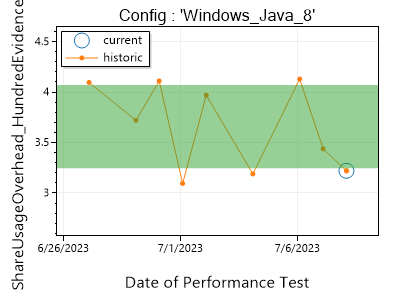 Config : 'Windows_Java_8'
ShareUsageOverhead_HundredEvidence
4.5
4
3.5
3
current
historic
6/26/2023
7/1/2023
7/6/2023
Date of Performance Test